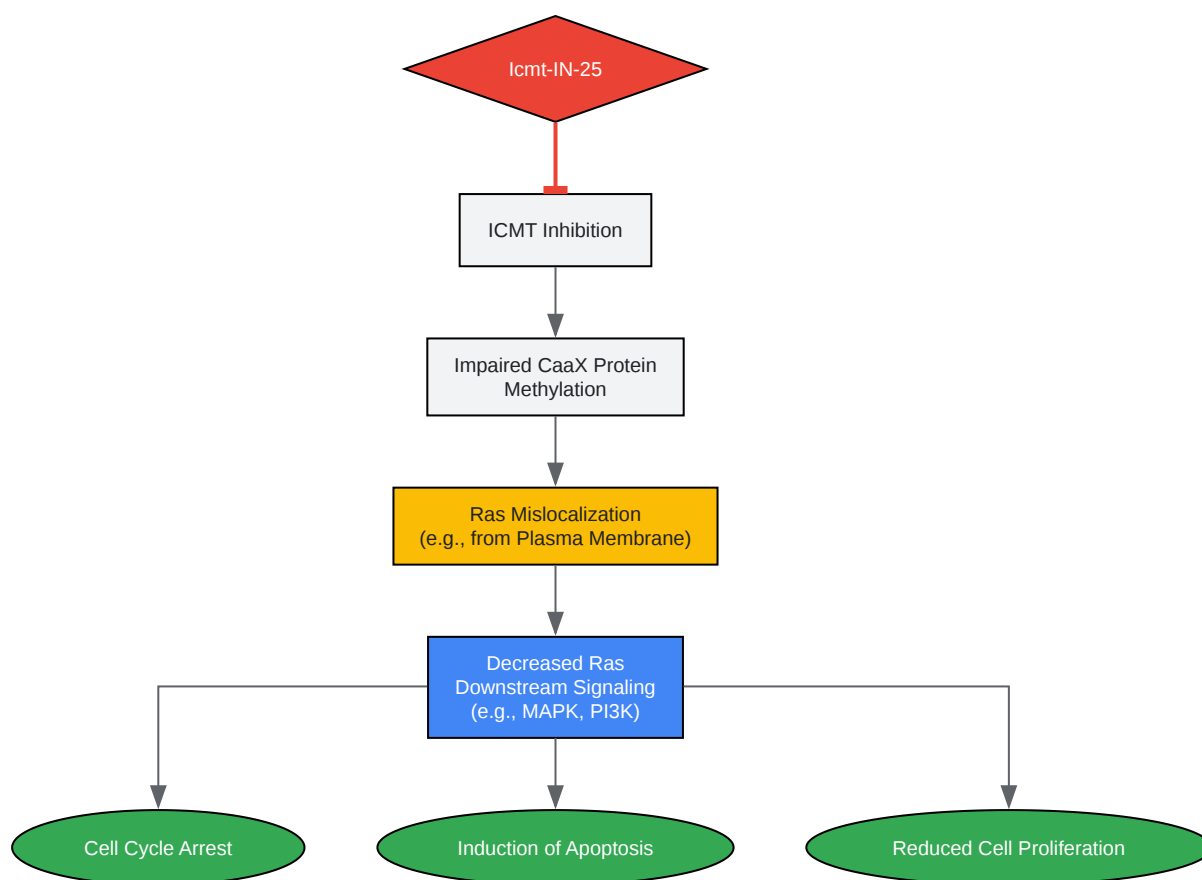 Icmt-IN-25
ICMT Inhibition
Impaired CaaX Protein
Methylation
Ras Mislocalization
(e.g., from Plasma Membrane)
Decreased Ras
Downstream Signaling
(e.g., MAPK, PI3K)
Cell Cycle Arrest
Induction of Apoptosis
Reduced Cell Proliferation